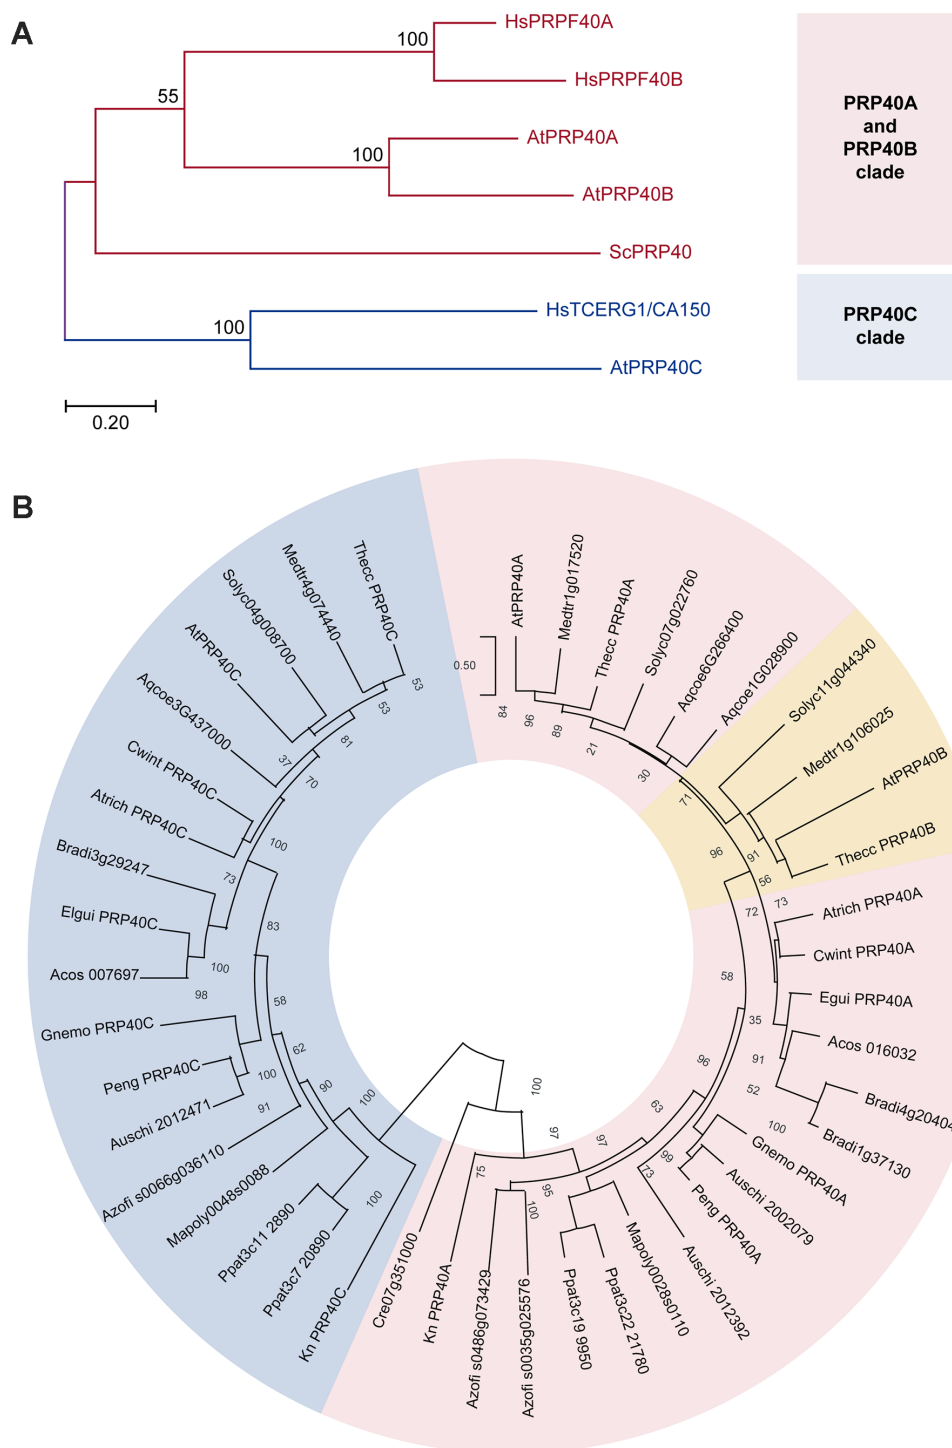 A
HsPRPF40A
100
HsPRPF40B
55
AtPRP40A
100
AtPRP40B
ScPRP40
HsTCERG1/CA150
100
AtPRP40C
0.20
PRP40A
and
PRP40B
clade
PRP40C
clade
B
0.50
AtPRP40A
Medtr1g017520
Thecc PRP40A
Solyc07g022760
Aqcoe6G266400
Aqcoe1G028900
Solyc11g044340
Medtr1g106025
AtPRP40B
Thecc PRP40B
Atrich PRP40A
Cwint PRP40A
Egui PRP40A
Acos 016032
Bradi4g20404
Bradi1g37130
Gnemo PRP40A
Auschi 2002079
Peng PRP40A
Auschi 2012392
Mapoly0028s0110
Ppat3c22 21780
Ppat3c19 9950
Azofi s0035g025576
Azofi s0486g073429
Kn PRP40A
Cre07g351000
Kn PRP40C
Ppat3c7 20890
Ppat3c11 2890
Mapoly0048s0088
Azofi s0066g036110
Auschi 2012471
Peng PRP40C
Gnemo PRP40C
Acos 007697
Elgui PRP40C
Bradi3g29247
Atrich PRP40C
Cwint PRP40C
Aqcoe3G437000
AtPRP40C
Solyc04g008700
Medtr4g074440
Thecc PRP40C
84
96
89
21
30
71
96
91
56
73
72
58
35
91
52
100
96
63
99
73
97
95
100
75
97
100
53
53
81
37
70
100
73
83
100
98
58
62
100
91
90
100
100